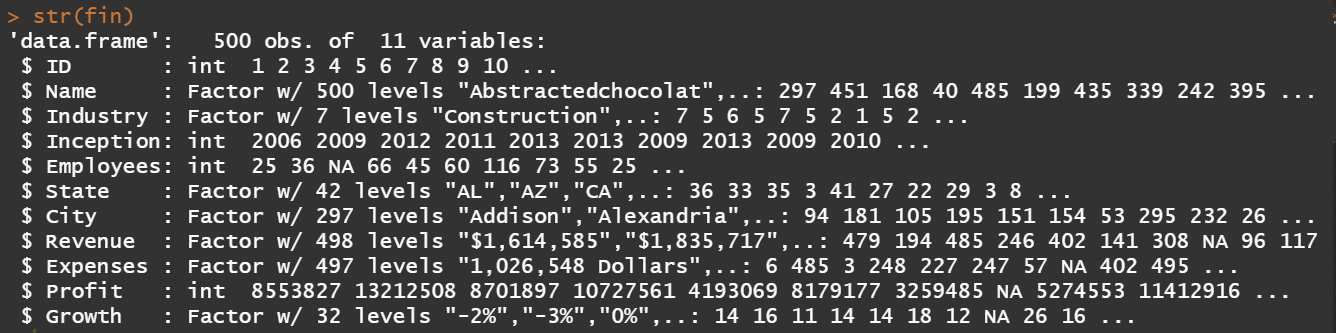 > str(fin)
'data.frame':   500 obs. of  11 variables:
 $ ID       : int  1 2 3 4 5 6 7 8 9 10 ...
 $ Name     : Factor w/ 500 levels "Abstractedchocolat",..: 297 451 168 40 485 199 435 339 242 395 ...
 $ Industry : Factor w/ 7 levels "Construction",..: 7 5 6 5 7 5 2 1 5 2 ...
 $ Inception: int  2006 2009 2012 2011 2013 2013 2009 2013 2009 2010 ...
 $ Employees: int  25 36 NA 66 45 60 116 73 55 25 ...
 $ State    : Factor w/ 42 levels "AL","AZ","CA",..: 36 33 35 3 41 27 22 29 3 8 ...
 $ City     : Factor w/ 297 levels "Addison","Alexandria",..: 94 181 105 195 151 154 53 295 232 26 ...
 $ Revenue  : Factor w/ 498 levels "$1,614,585","$1,835,717",..: 479 194 485 246 402 141 308 NA 96 117
 $ Expenses : Factor w/ 497 levels "1,026,548 Dollars",..: 6 485 3 248 227 247 57 NA 402 495 ...
 $ Profit   : int  8553827 13212508 8701897 10727561 4193069 8179177 3259485 NA 5274553 11412916 ...
 $ Growth   : Factor w/ 32 levels "-2%","-3%","0%",..: 14 16 11 14 14 18 12 NA 26 16 ...